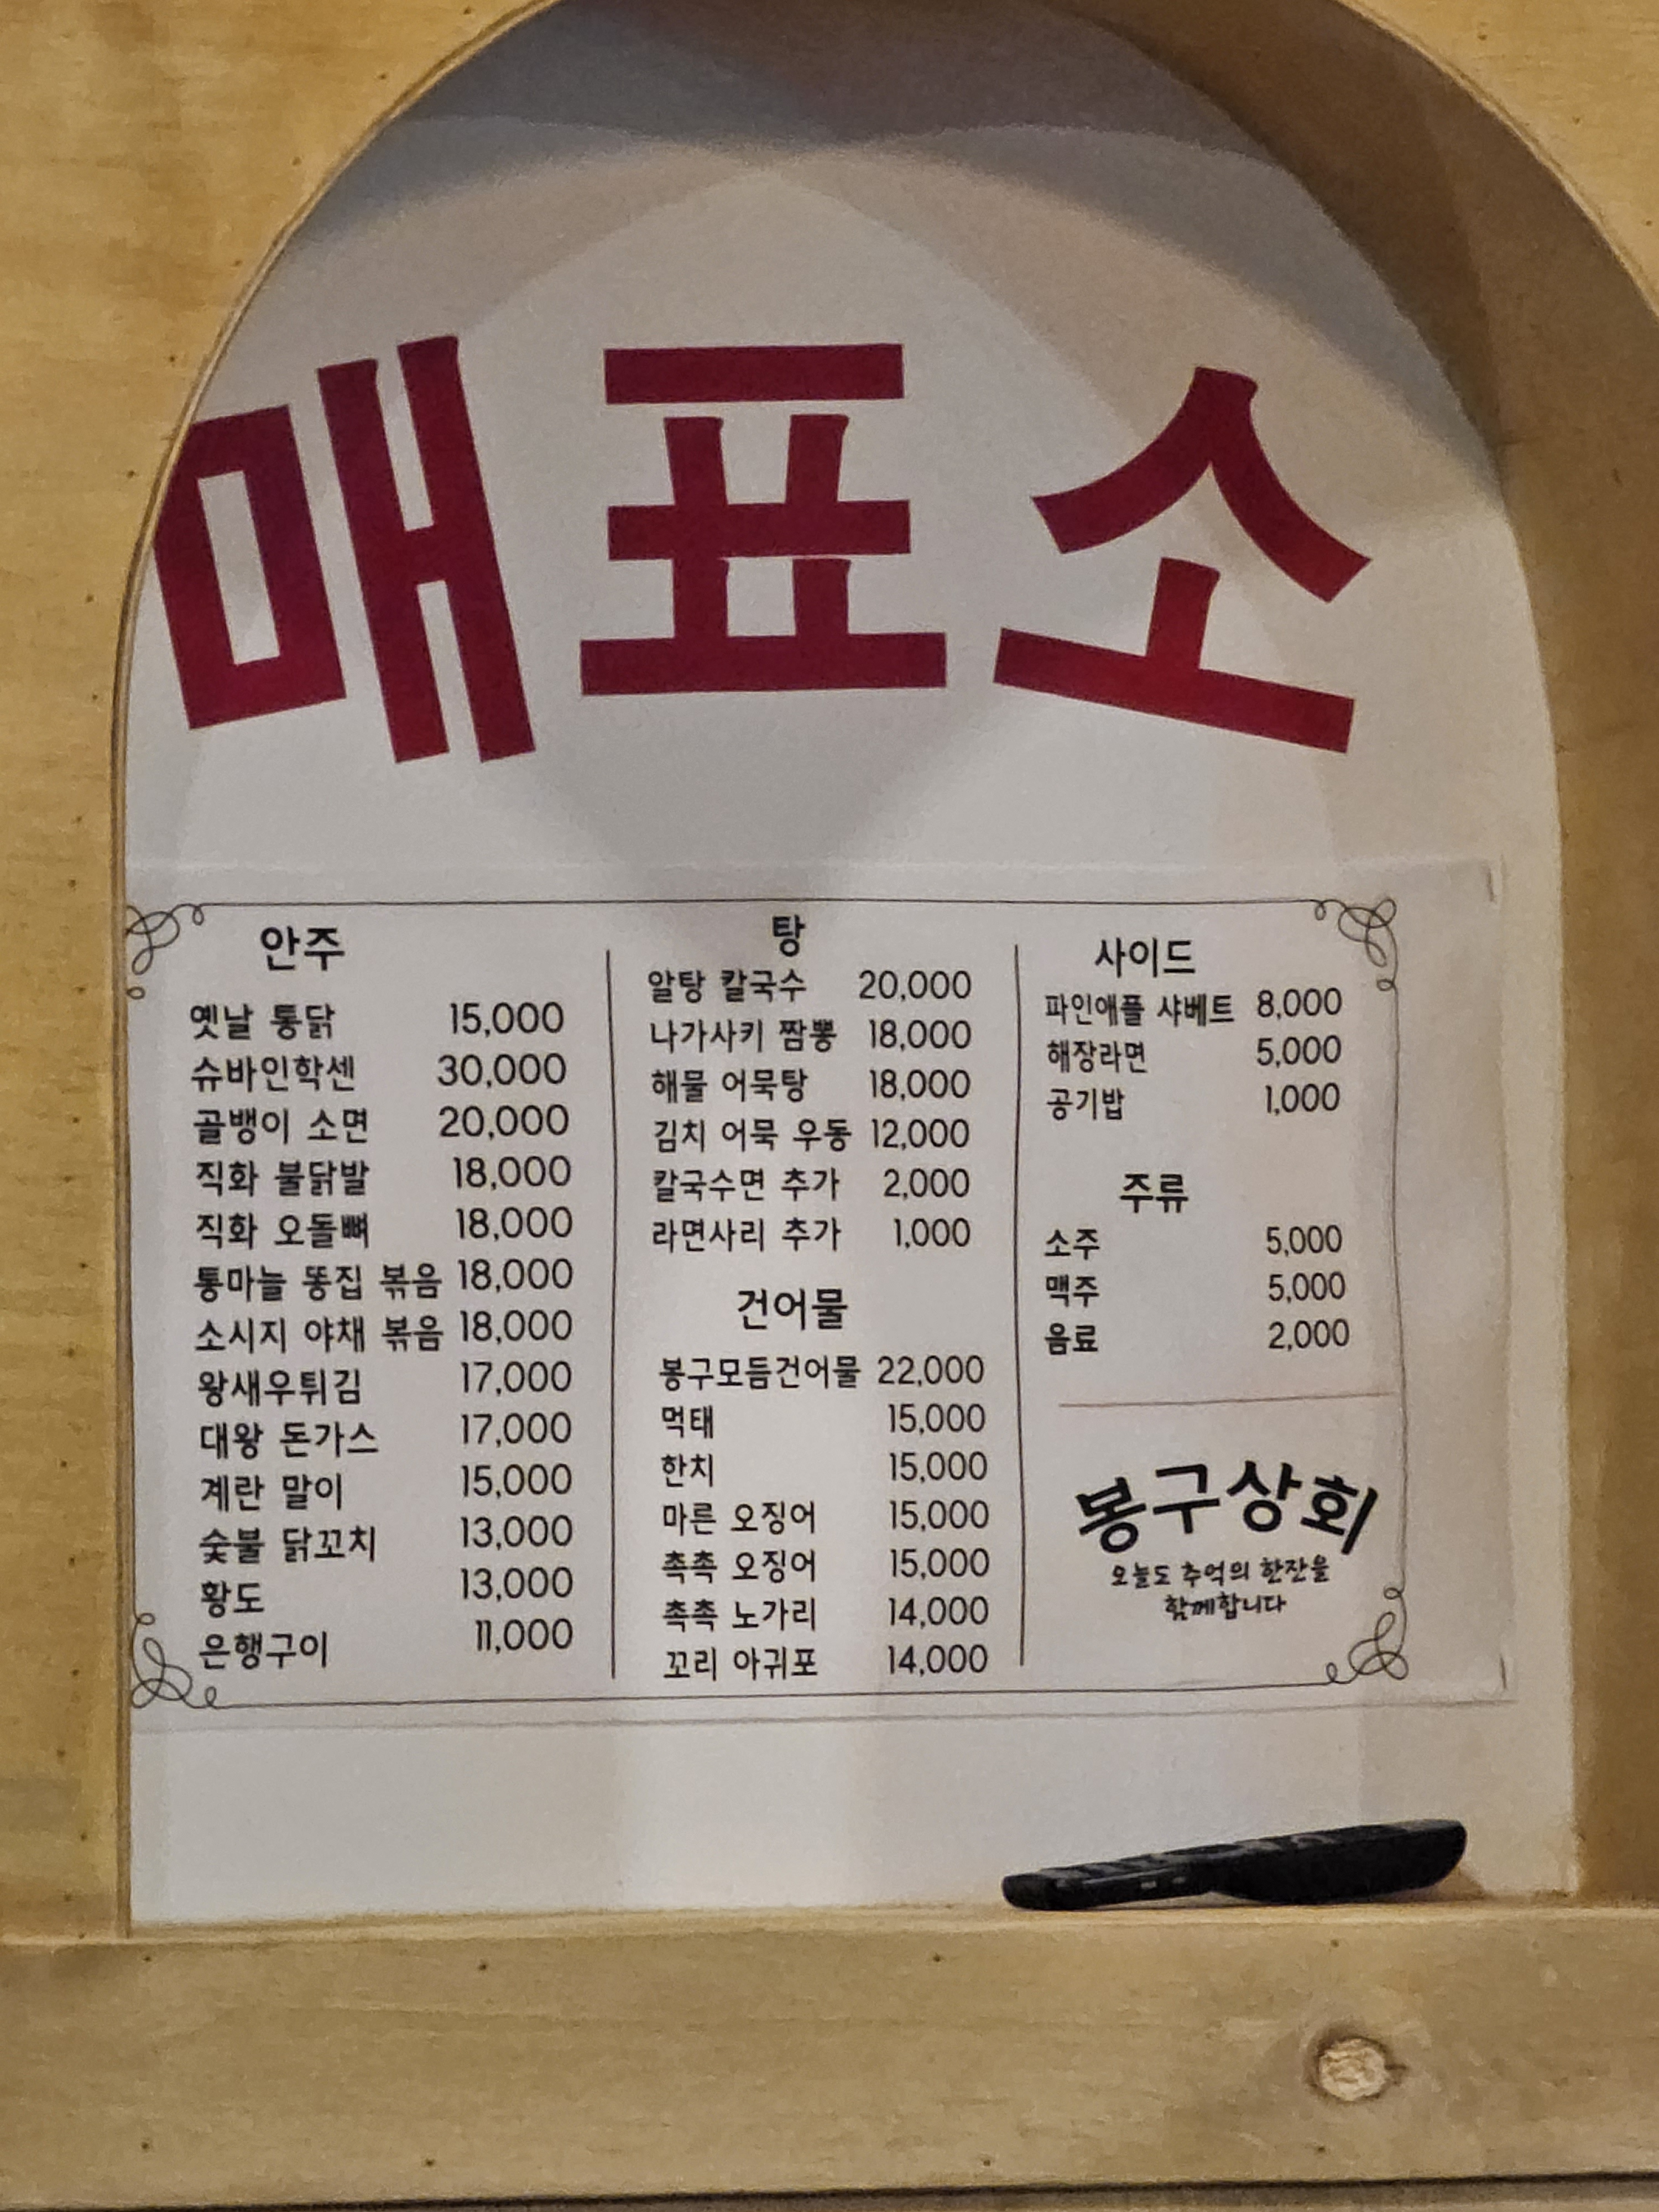 매표소
안주
옛날 통닭 15,000
슈바인학센 30,000
골뱅이 소면 20,000
직화 불닭발 18,000
직화 오돌뼈 18,000
통마늘 똥집 볶음 18,000
소시지 야채 볶음 18,000
왕새우튀김 17,000
대왕 돈가스 17,000
계란 말이 15,000
숯불 닭꼬치 13,000
황도 13,000
은행구이 11,000
탕
알탕 칼국수 20,000
나가사키 짬뽕 18,000
해물 어묵탕 18,000
김치 어묵 우동 12,000
칼국수면 추가 2,000
라면사리 추가 1,000
건어물
봉구모듬건어물 22,000
먹태 15,000
한치 15,000
마른 오징어 15,000
촉촉 오징어 15,000
촉촉 노가리 14,000
꼬리 아귀포 14,000
사이드
파인애플 샤베트 8,000
해장라면 5,000
공기밥 1,000
주류
소주 5,000
맥주 5,000
음료 2,000
봉구상회
오늘도 추억의 한잔을
함께합니다